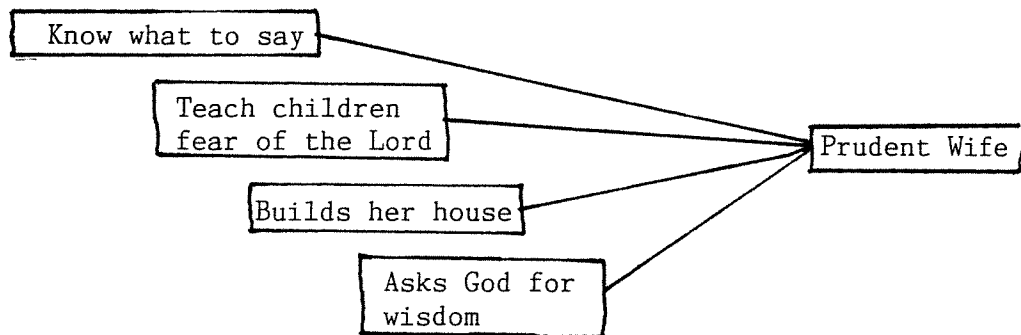 Know what to say
Teach children
fear of the Lord
Prudent Wife
Builds her house
Asks God for
wisdom